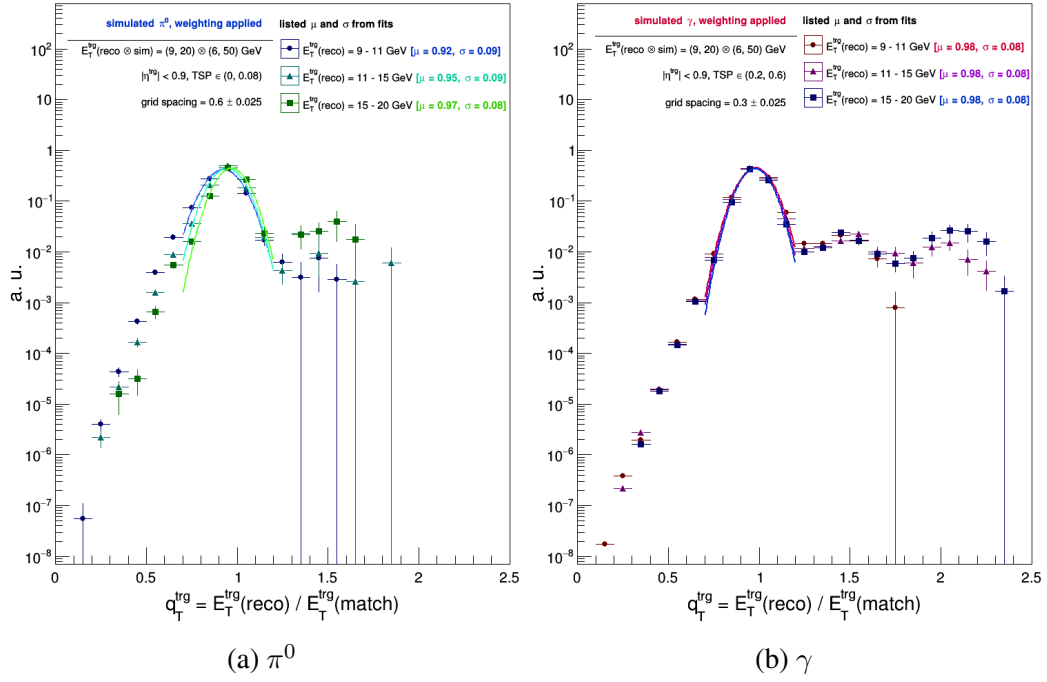 simulated π⁰, weighting applied
E_T^trg(reco ⊗ sim) = (9, 20) ⊗ (6, 50) GeV
|η^trg| < 0.9, TSP ∈ (0, 0.08)
grid spacing = 0.6 ± 0.025
listed μ and σ from fits
E_T^trg(reco) = 9 - 11 GeV [μ = 0.92, σ = 0.09]
E_T^trg(reco) = 11 - 15 GeV [μ = 0.95, σ = 0.09]
E_T^trg(reco) = 15 - 20 GeV [μ = 0.97, σ = 0.08]
a. u.
10²
10
1
10⁻¹
10⁻²
10⁻³
10⁻⁴
10⁻⁵
10⁻⁶
10⁻⁷
10⁻⁸
0 0.5 1 1.5 2 2.5
q_T^trg = E_T^trg(reco) / E_T^trg(match)
(a) π⁰
simulated γ, weighting applied
E_T^trg(reco ⊗ sim) = (9, 20) ⊗ (6, 50) GeV
|η^trg| < 0.9, TSP ∈ (0.2, 0.6)
grid spacing = 0.3 ± 0.025
listed μ and σ from fits
E_T^trg(reco) = 9 - 11 GeV [μ = 0.98, σ = 0.08]
E_T^trg(reco) = 11 - 15 GeV [μ = 0.98, σ = 0.08]
E_T^trg(reco) = 15 - 20 GeV [μ = 0.98, σ = 0.08]
a. u.
10²
10
1
10⁻¹
10⁻²
10⁻³
10⁻⁴
10⁻⁵
10⁻⁶
10⁻⁷
10⁻⁸
0 0.5 1 1.5 2 2.5
q_T^trg = E_T^trg(reco) / E_T^trg(match)
(b) γ